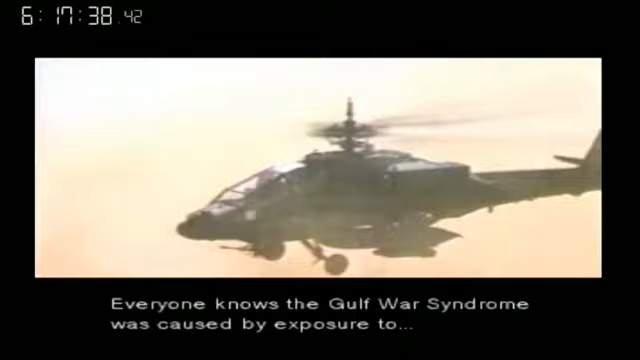 6:17:38.42
Everyone knows the Gulf War Syndrome
was caused by exposure to...